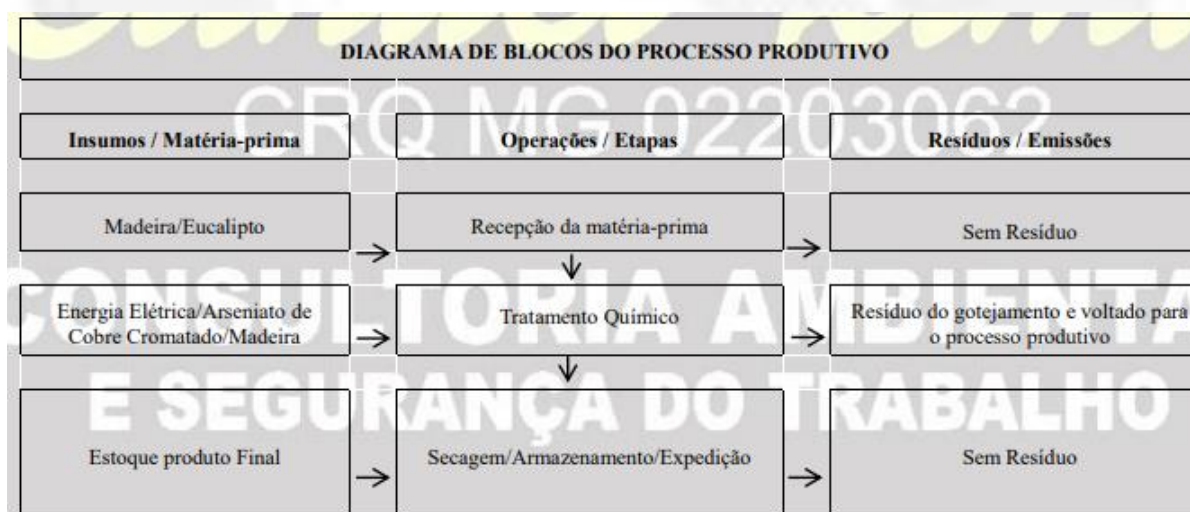 DIAGRAMA DE BLOCOS DO PROCESSO PRODUTIVO
CRQ MG 02203062
Insumos / Matéria-prima
Operações / Etapas
Resíduos / Emissões
Madeira/Eucalipto
Recepção da matéria-prima
Sem Resíduo
CONSULTORIA AMBIENTA
Energia Elétrica/Arseniato de
Cobre Cromatado/Madeira
Tratamento Químico
Resíduo do gotejamento e voltado para
o processo produtivo
E SEGURANÇA DO TRABALHO
Estoque produto Final
Secagem/Armazenamento/Expedição
Sem Resíduo